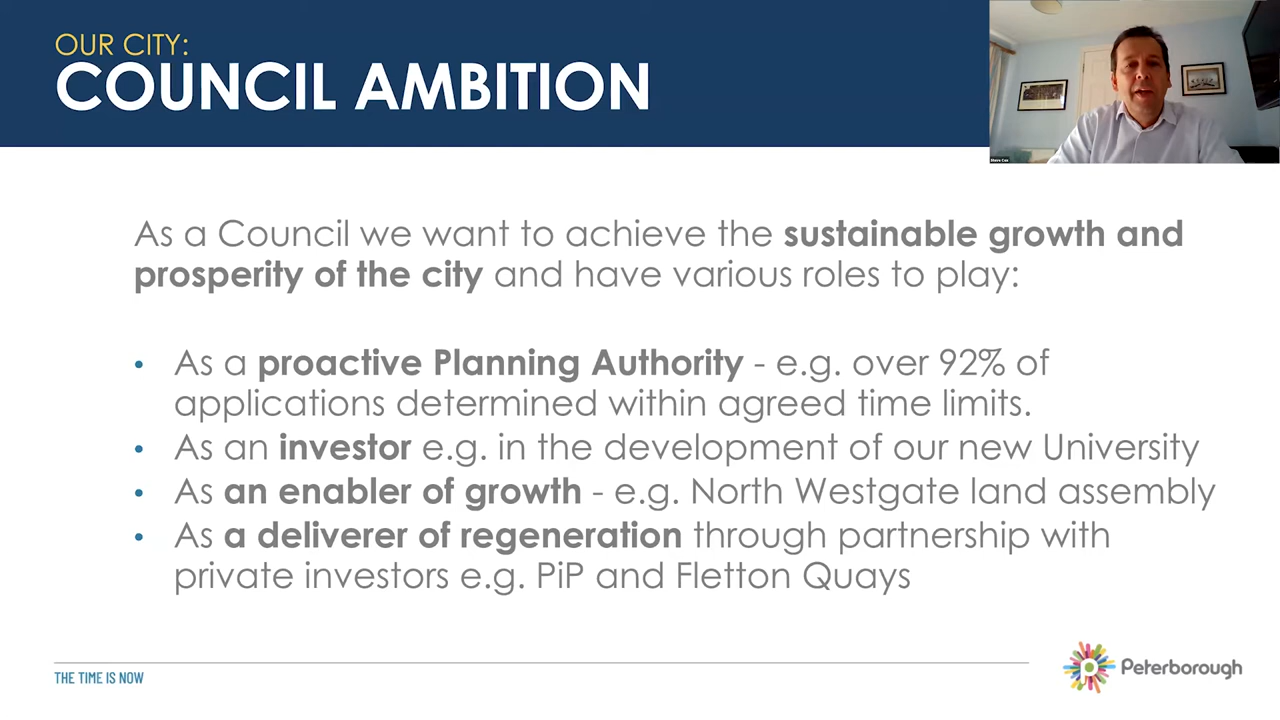 OUR CITY:
COUNCIL AMBITION
Steve Cox
As a Council we want to achieve the sustainable growth and
prosperity of the city and have various roles to play:
• As a proactive Planning Authority - e.g. over 92% of
applications determined within agreed time limits.
• As an investor e.g. in the development of our new University
• As an enabler of growth - e.g. North Westgate land assembly
• As a deliverer of regeneration through partnership with
private investors e.g. PiP and Fletton Quays
THE TIME IS NOW
Peterborough